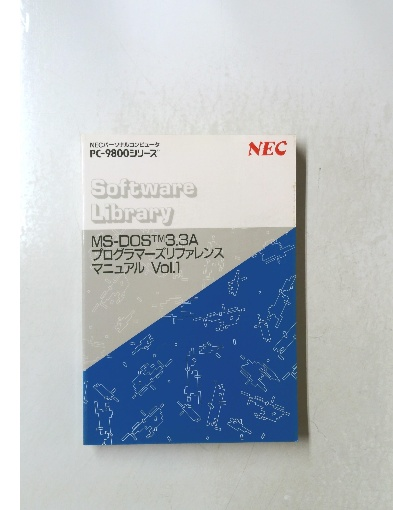 NECパーソナルコンピュータ
PC-9800シリーズ
NEC
Software
Library
MS-DOS™3.3A
プログラマーズリファレンス
マニュアル Vol.1